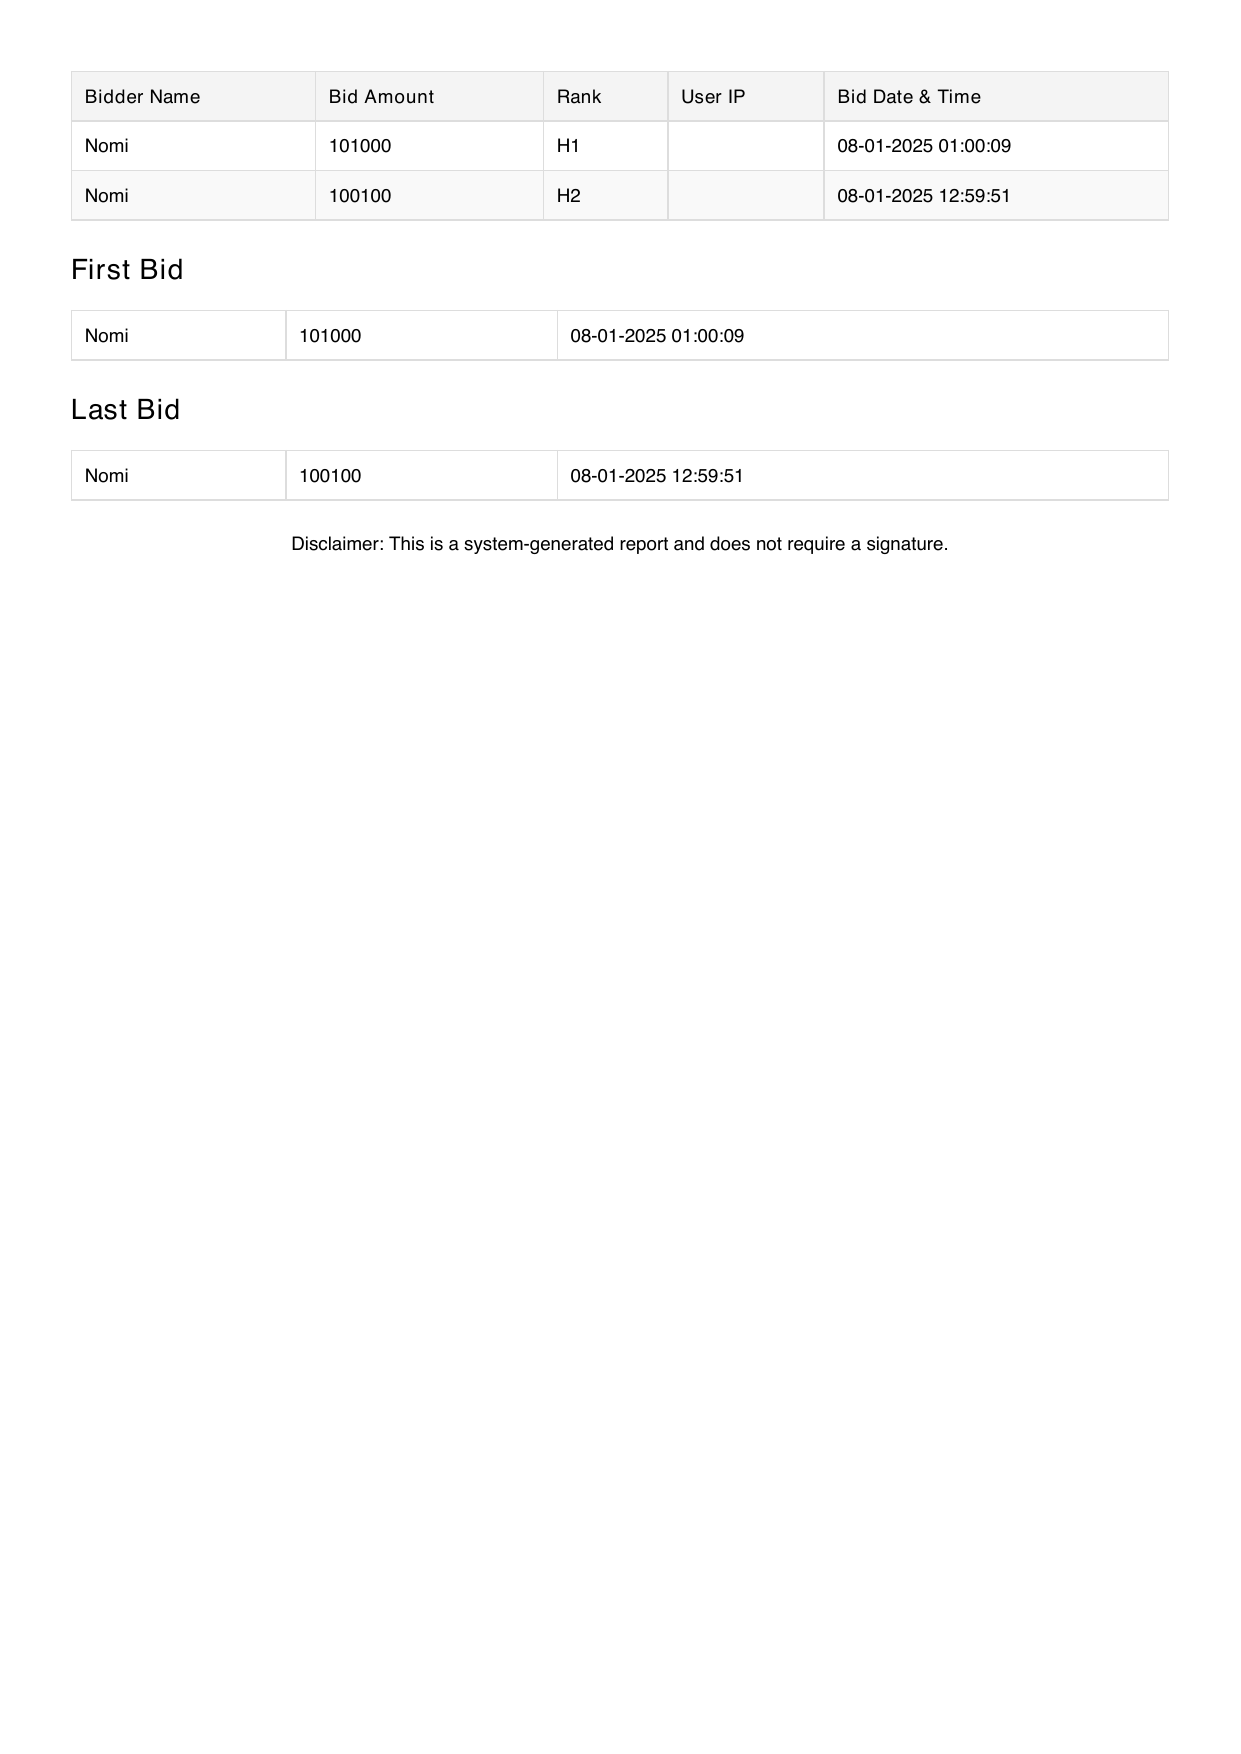 Bidder Name Bid Amount Rank User IP Bid Date & Time
Nomi 101000 H1 08-01-2025 01:00:09
Nomi 100100 H2 08-01-2025 12:59:51
First Bid
Nomi 101000 08-01-2025 01:00:09
Last Bid
Nomi 100100 08-01-2025 12:59:51
Disclaimer: This is a system-generated report and does not require a signature.